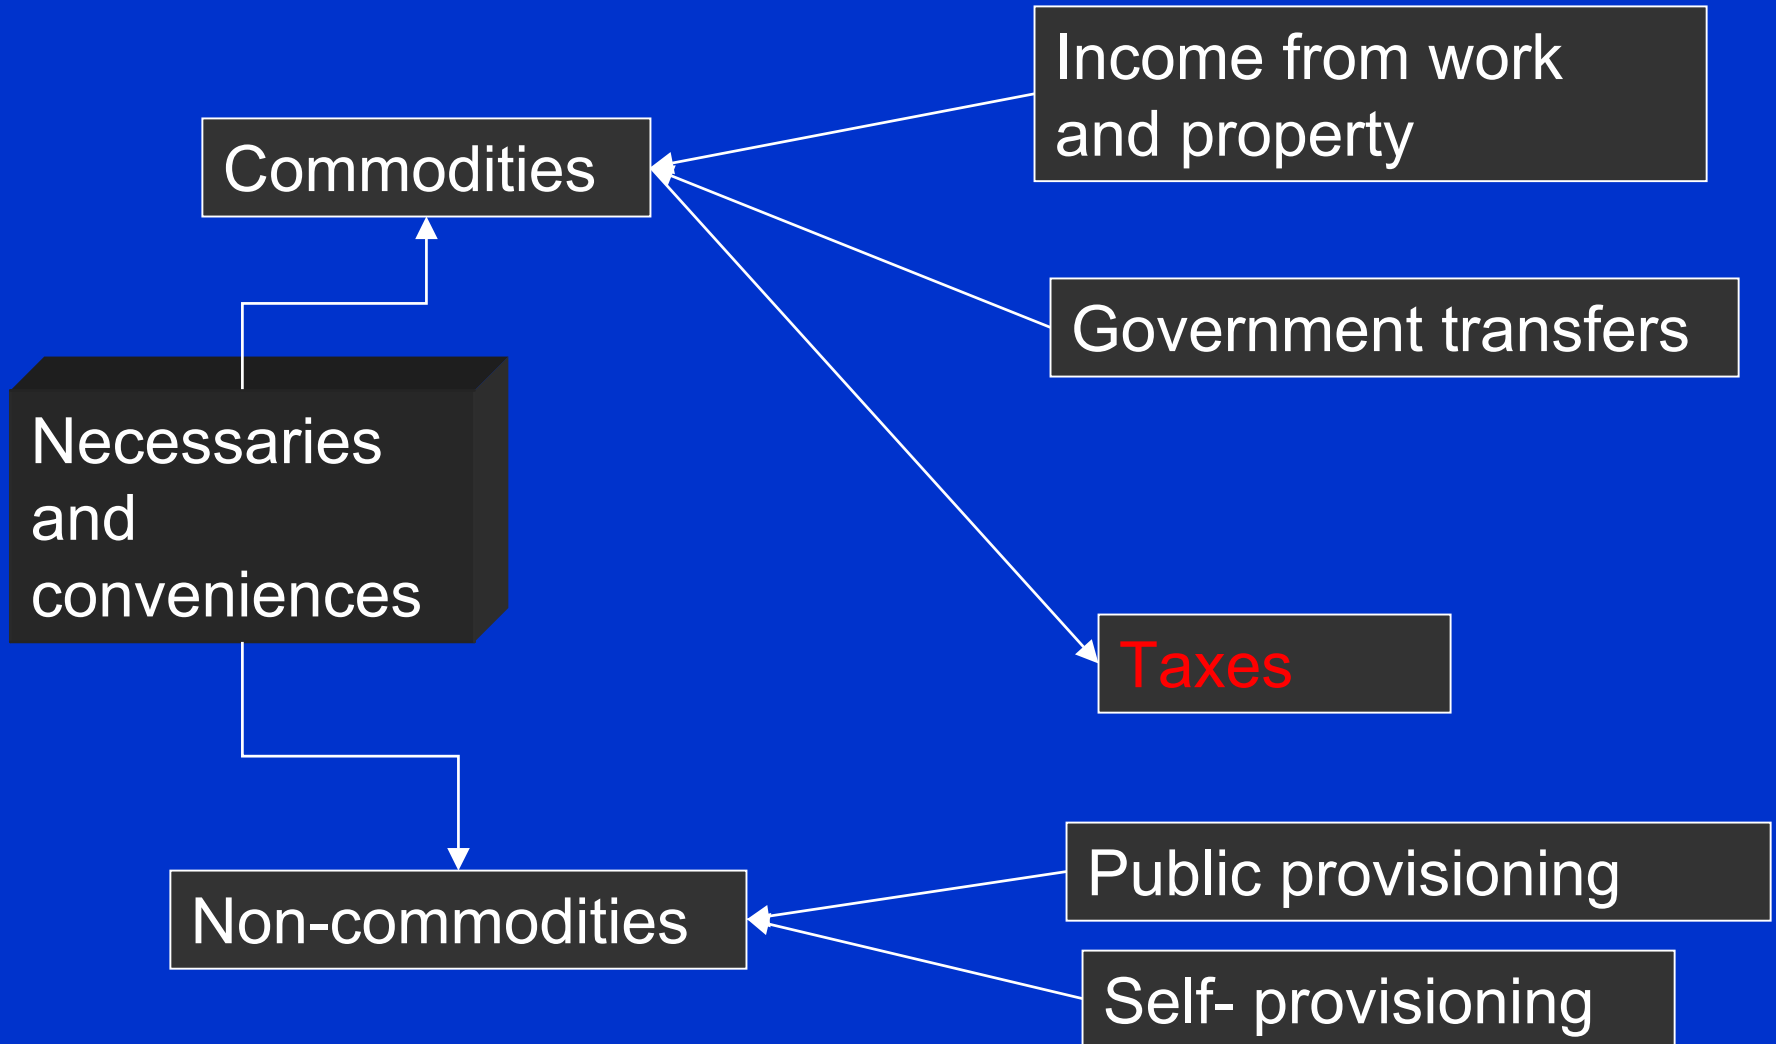 Income from work
and property
Commodities
Government transfers
Necessaries
and
conveniences
Taxes
Public provisioning
Non-commodities
Self- provisioning